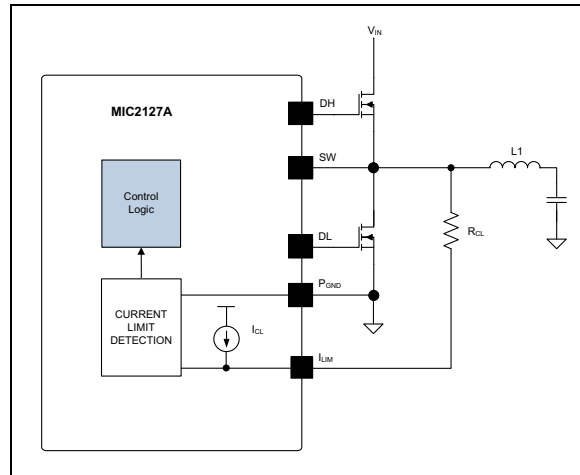 V_IN
MIC2127A
DH
SW
L1
Control
Logic
R_CL
DL
P_GND
CURRENT
LIMIT
DETECTION
I_CL
I_LIM